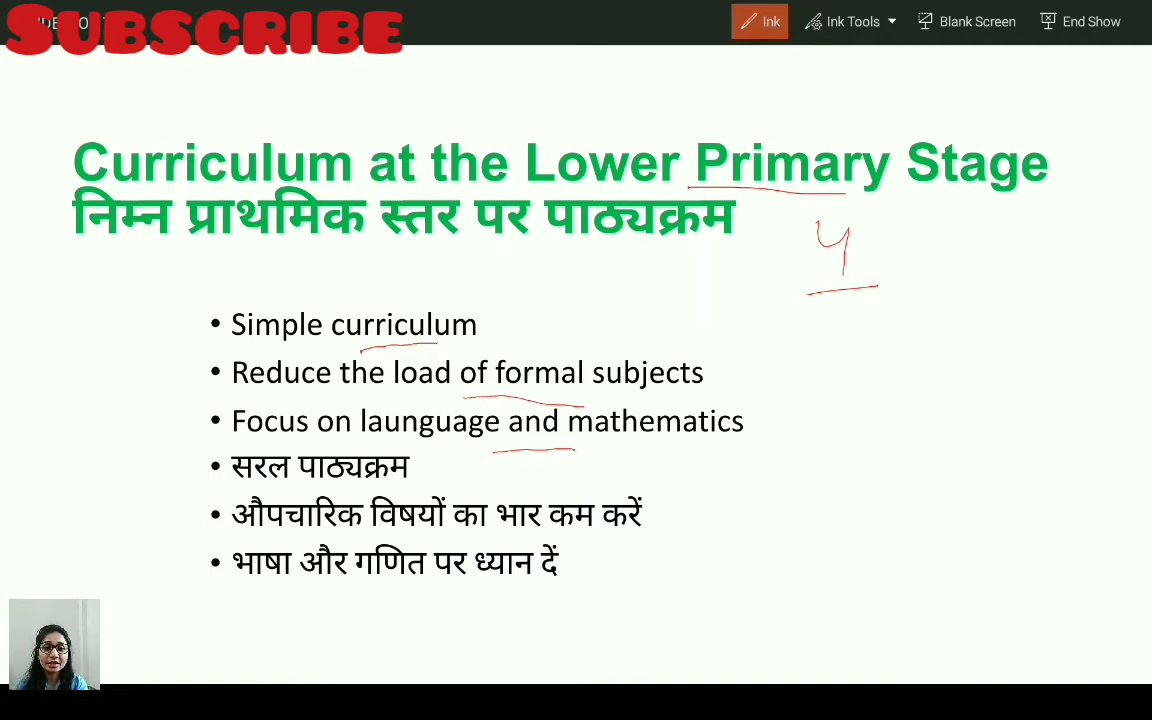 SUBSCRIBE
Ink
Ink Tools
Blank Screen
End Show
Curriculum at the Lower Primary Stage
निम्न प्राथमिक स्तर पर पाठ्यक्रम
4
• Simple curriculum
• Reduce the load of formal subjects
• Focus on launguage and mathematics
• सरल पाठ्यक्रम
• औपचारिक विषयों का भार कम करें
• भाषा और गणित पर ध्यान दें